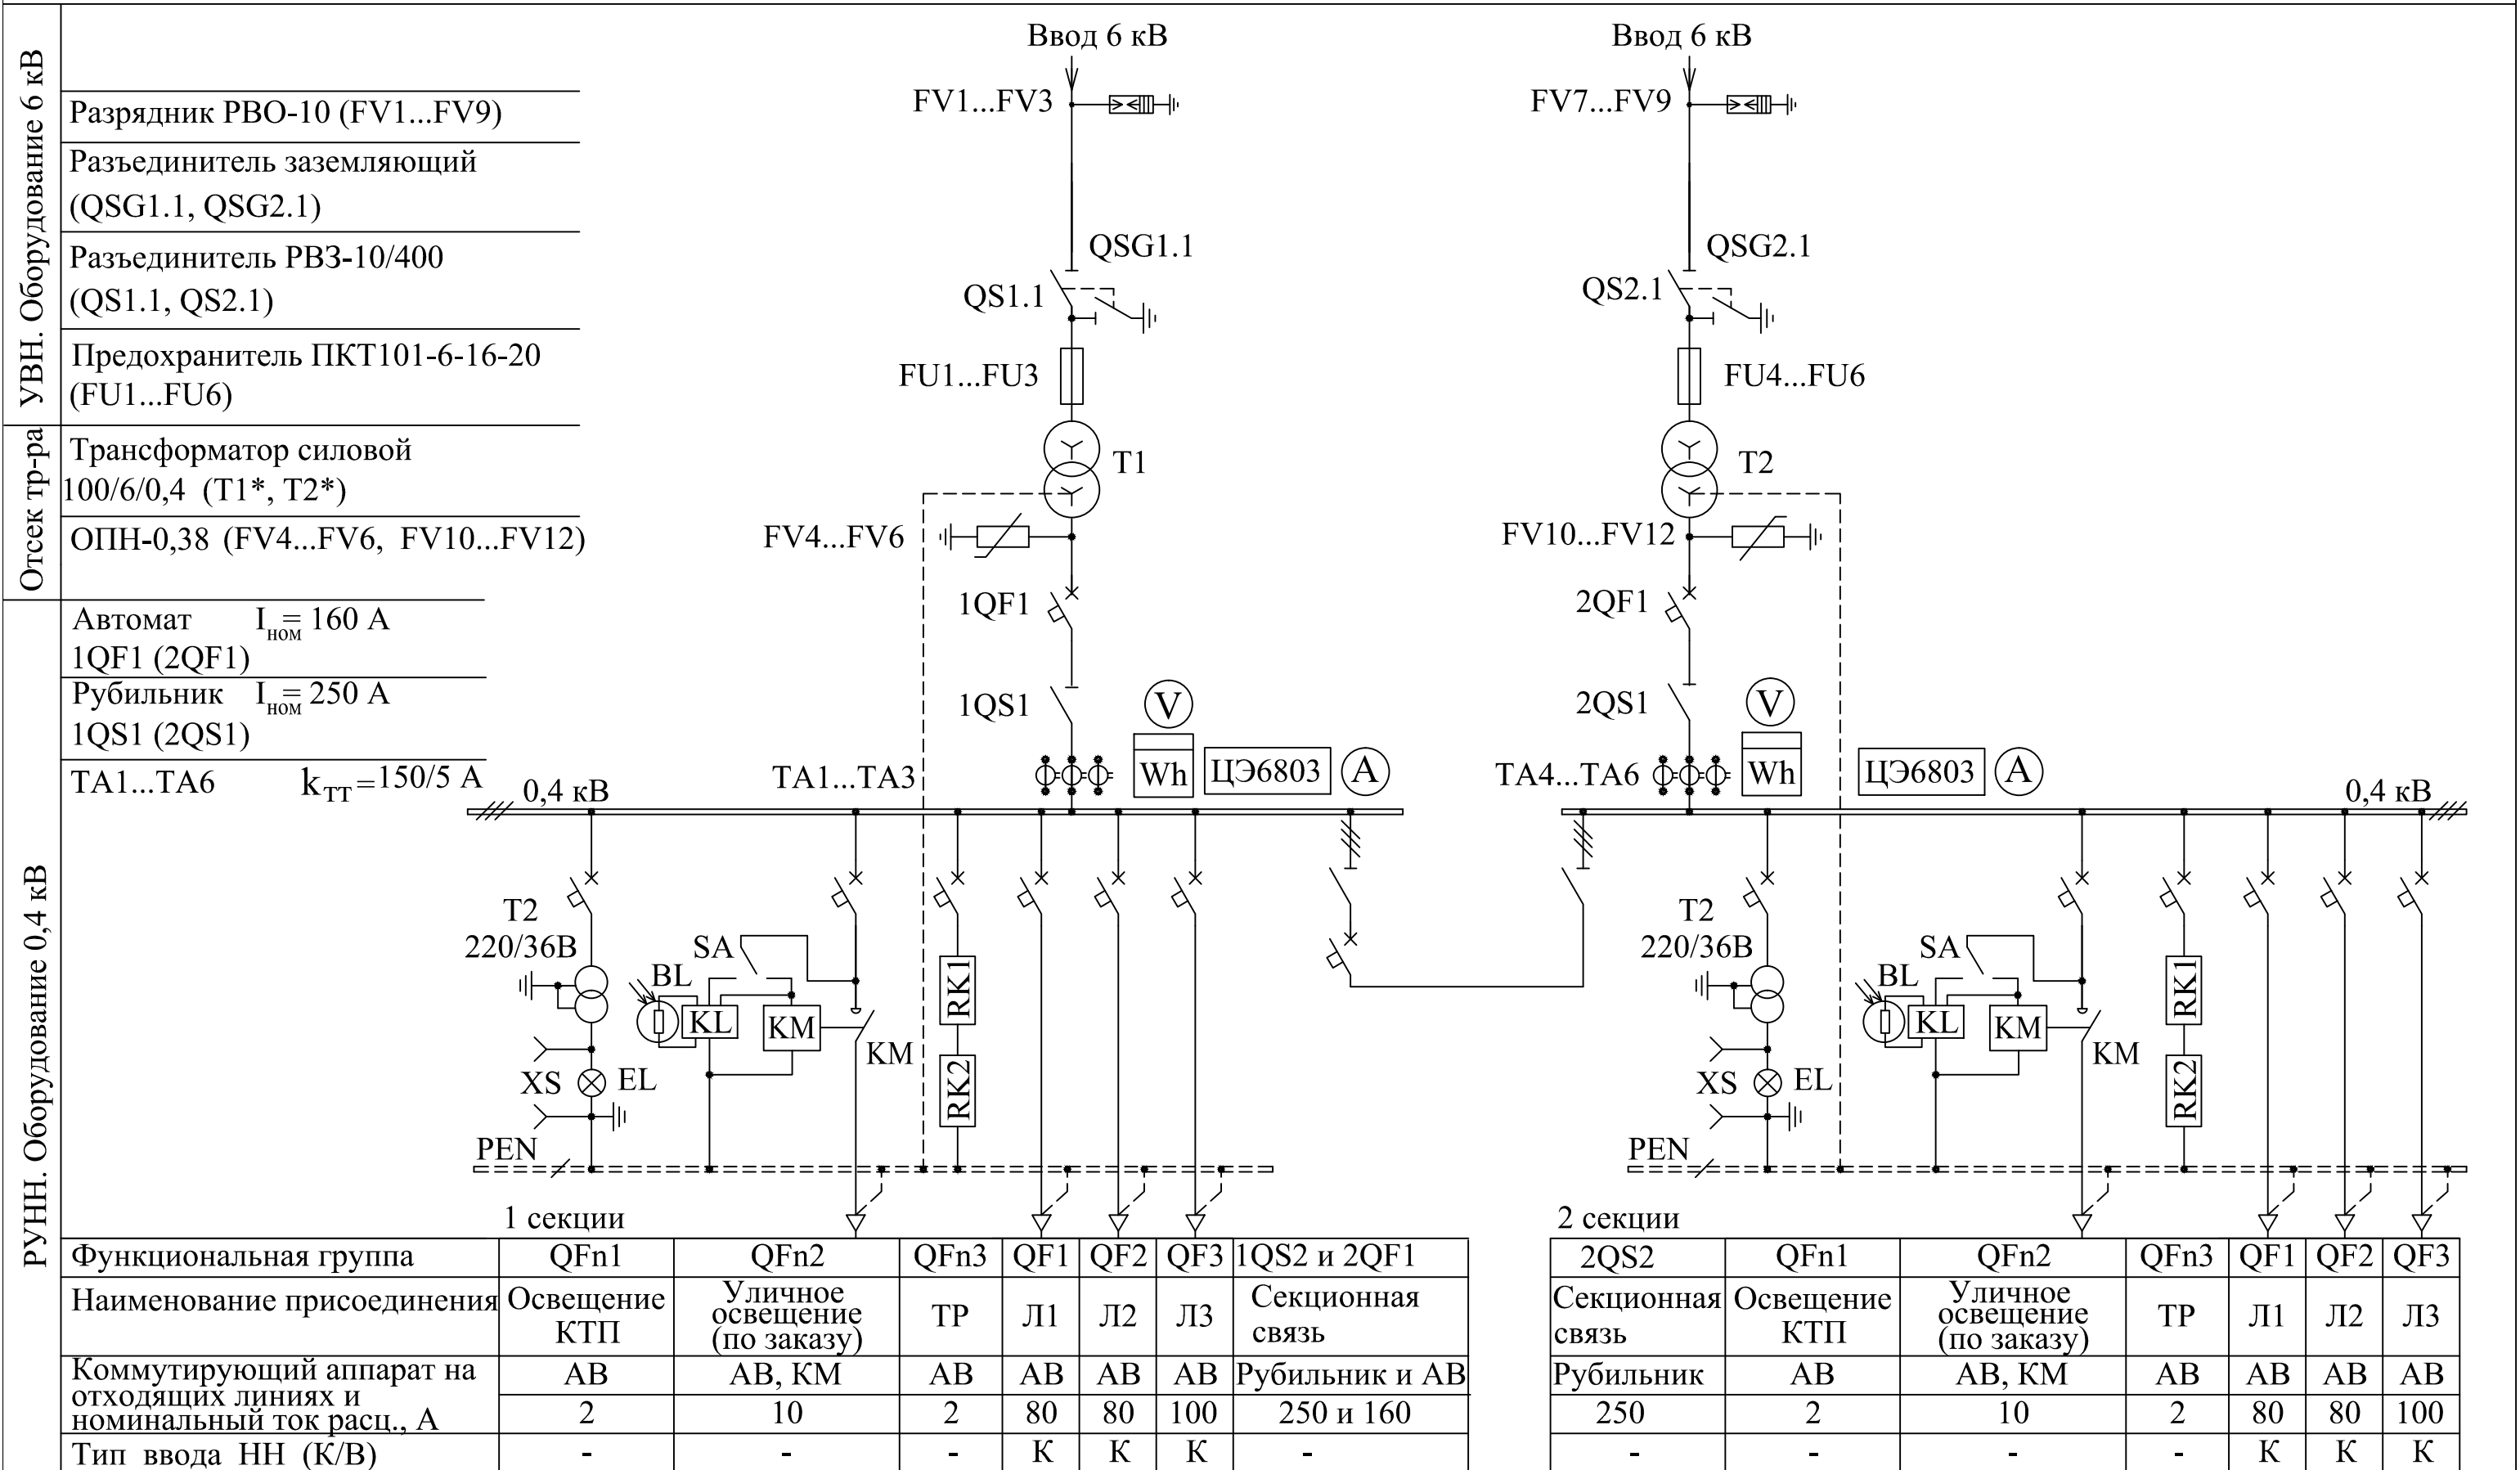 УВН. Оборудование 6 кВ
Разрядник РВО-10 (FV1...FV9)
Разъединитель заземляющий
(QSG1.1, QSG2.1)
Разъединитель РВЗ-10/400
(QS1.1, QS2.1)
Предохранитель ПКТ101-6-16-20
(FU1...FU6)
Отсек тр-ра
Трансформатор силовой
100/6/0,4 (Т1*, Т2*)
ОПН-0,38 (FV4...FV6, FV10...FV12)
РУНН. Оборудование 0,4 кВ
Автомат Iном= 160 А
1QF1 (2QF1)
Рубильник Iном= 250 А
1QS1 (2QS1)
ТА1...ТА6 kТТ=150/5 А
Ввод 6 кВ
FV1...FV3
QSG1.1
QS1.1
FU1...FU3
Т1
FV4...FV6
1QF1
1QS1
V
ТА1...ТА3
Wh
ЦЭ6803
А
0,4 кВ
Т2
220/36В
SA
BL
KL
KM
KM
RK1
RK2
XS
EL
PEN
1 секции
Ввод 6 кВ
FV7...FV9
QSG2.1
QS2.1
FU4...FU6
Т2
FV10...FV12
2QF1
2QS1
V
ТА4...ТА6
Wh
ЦЭ6803
А
0,4 кВ
Т2
220/36В
SA
BL
KL
KM
KM
RK1
RK2
XS
EL
PEN
2 секции
Функциональная группа QFn1 QFn2 QFn3 QF1 QF2 QF3 1QS2 и 2QF1 2QS2 QFn1 QFn2 QFn3 QF1 QF2 QF3
Наименование присоединения
Освещение
КТП
Уличное
освещение
(по заказу)
ТР
Л1
Л2
Л3
Секционная
связь
Секционная
связь
Освещение
КТП
Уличное
освещение
(по заказу)
ТР
Л1
Л2
Л3
Коммутирующий аппарат на
отходящих линиях и
номинальный ток расц., А
АВ АВ, КМ АВ АВ АВ АВ Рубильник и АВ Рубильник АВ АВ, КМ АВ АВ АВ АВ
2 10 2 80 80 100 250 и 160 250 2 10 2 80 80 100
Тип ввода НН (К/В) - - - К К К - - - - - К К К